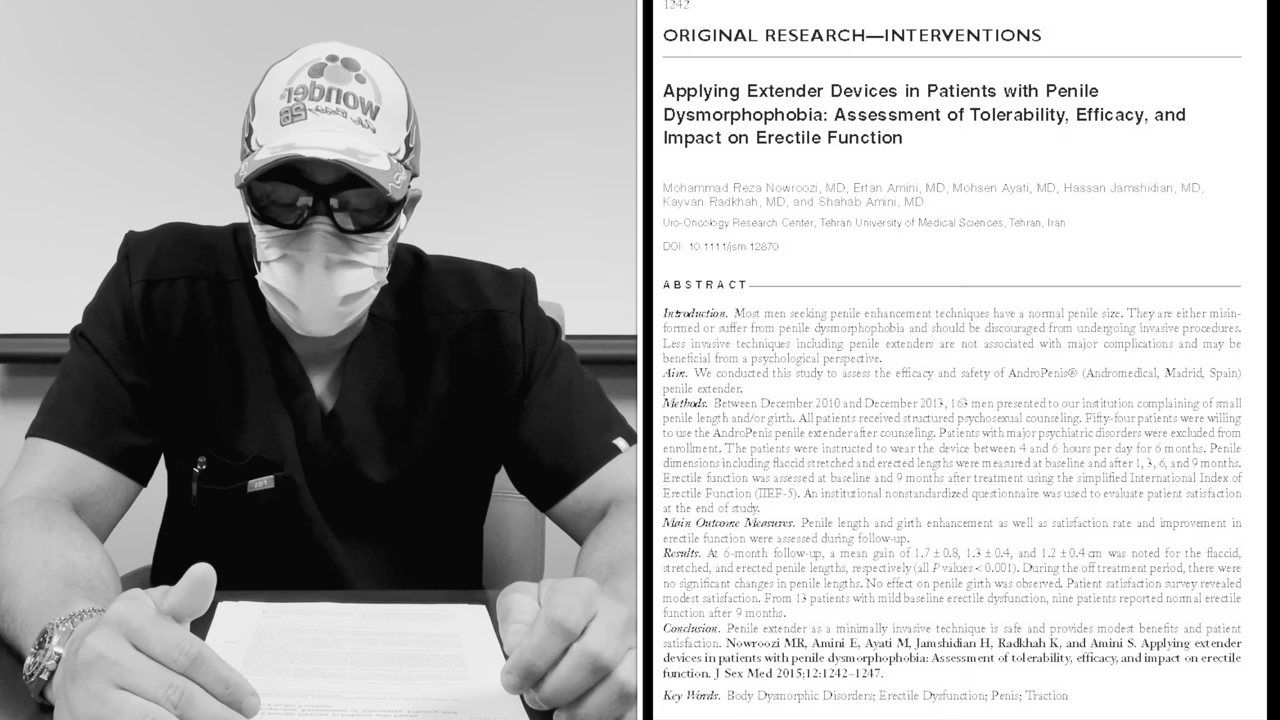 wonder
Ricky Bobby
26
1242
ORIGINAL RESEARCH—INTERVENTIONS
Applying Extender Devices in Patients with Penile
Dysmorphophobia: Assessment of Tolerability, Efficacy, and
Impact on Erectile Function
Mohammad Reza Nowroozi, MD, Erfan Amini, MD, Mohsen Ayati, MD, Hassan Jamshidian, MD,
Kayvan Radkhah, MD, and Shahab Amini, MD
Uro-Oncology Research Center, Tehran University of Medical Sciences, Tehran, Iran
DOI: 10.1111/jsm.12870
ABSTRACT
Introduction. Most men seeking penile enhancement techniques have a normal penile size. They are either misin-
formed or suffer from penile dysmorphophobia and should be discouraged from undergoing invasive procedures.
Less invasive techniques including penile extenders are not associated with major complications and may be
beneficial from a psychological perspective.
Aim. We conducted this study to assess the efficacy and safety of AndroPenis® (Andromedical, Madrid, Spain)
penile extender.
Methods. Between December 2010 and December 2013, 163 men presented to our institution complaining of small
penile length and/or girth. All patients received structured psychosexual counseling. Fifty-four patients were willing
to use the AndroPenis penile extender after counseling. Patients with major psychiatric disorders were excluded from
enrollment. The patients were instructed to wear the device between 4 and 6 hours per day for 6 months. Penile
dimensions including flaccid stretched and erected lengths were measured at baseline and after 1, 3, 6, and 9 months.
Erectile function was assessed at baseline and 9 months after treatment using the simplified International Index of
Erectile Function (IIEF-5). An institutional nonstandardized questionnaire was used to evaluate patient satisfaction
at the end of study.
Main Outcome Measures. Penile length and girth enhancement as well as satisfaction rate and improvement in
erectile function were assessed during follow-up.
Results. At 6-month follow-up, a mean gain of 1.7 ± 0.8, 1.3 ± 0.4, and 1.2 ± 0.4 cm was noted for the flaccid,
stretched, and erected penile lengths, respectively (all P values < 0.001). During the off treatment period, there were
no significant changes in penile lengths. No effect on penile girth was observed. Patient satisfaction survey revealed
modest satisfaction. From 13 patients with mild baseline erectile dysfunction, nine patients reported normal erectile
function after 9 months.
Conclusion. Penile extender as a minimally invasive technique is safe and provides modest benefits and patient
satisfaction. Nowroozi MR, Amini E, Ayati M, Jamshidian H, Radkhah K, and Amini S. Applying extender
devices in patients with penile dysmorphophobia: Assessment of tolerability, efficacy, and impact on erectile
function. J Sex Med 2015;12:1242–1247.
Key Words. Body Dysmorphic Disorders; Erectile Dysfunction; Penis; Traction